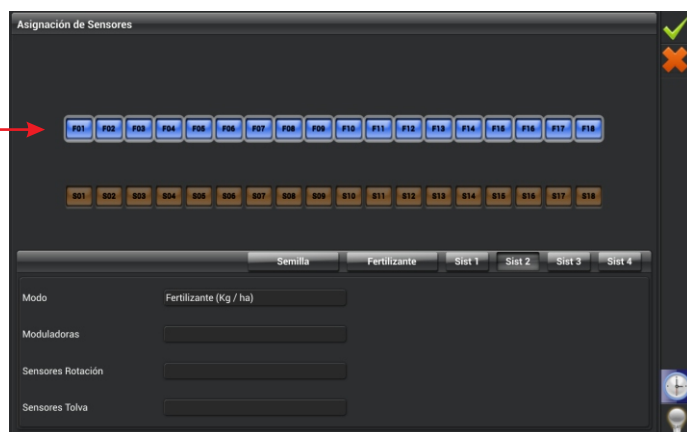 Asignación de Sensores
F01 F02 F03 F04 F05 F06 F07 F08 F09 F10 F11 F12 F13 F14 F15 F16 F17 F18
S01 S02 S03 S04 S05 S06 S07 S08 S09 S10 S11 S12 S13 S14 S15 S16 S17 S18
Semilla Fertilizante Sist 1 Sist 2 Sist 3 Sist 4
Modo Fertilizante (Kg / ha)
Moduladoras
Sensores Rotación
Sensores Tolva